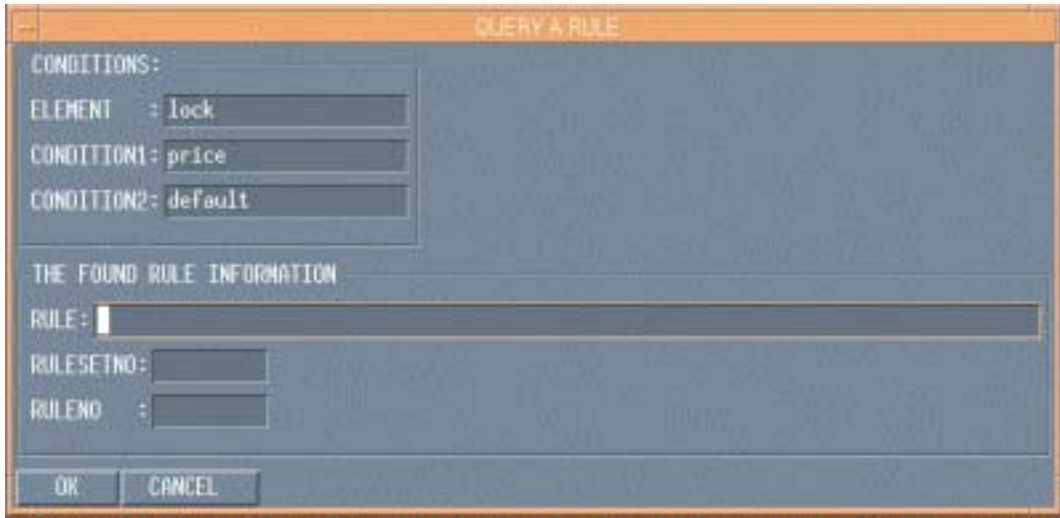 QUERY A RULE
CONDITIONS:
ELEMENT : lock
CONDITION1: price
CONDITION2: default
THE FOUND RULE INFORMATION
RULE:
RULESETNO:
RULENO :
OK CANCEL